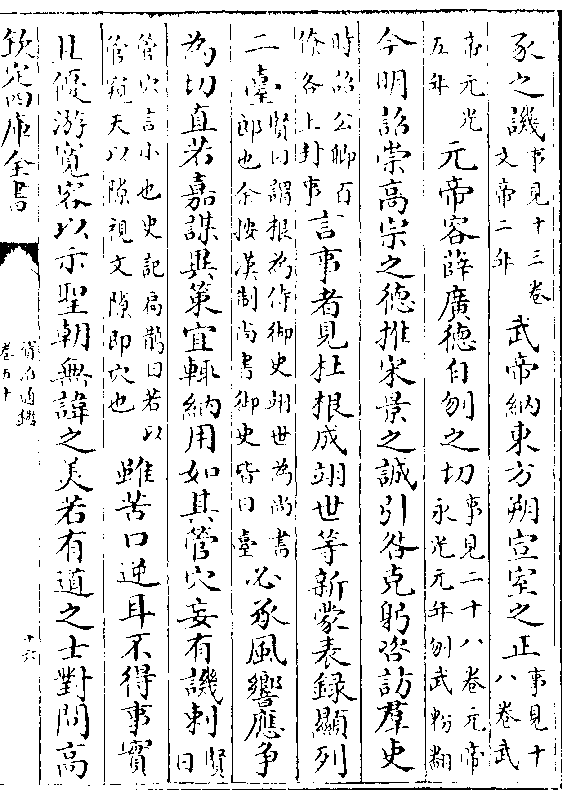 豕之譏事見十三卷文帝二年武帝納東方朔宣室之正事見十八卷武
帝元光五年元帝容薛廣德自刎之切事見二十八卷元帝永光元年刎武粉翻
今明詔崇高宗之德推宋景之誠引咎克躬咨訪羣吏
時詔公卿百僚各上封事言事者見杜根成翊世等新蒙表録顯列
二臺賢曰謂根為侍御史翊世為尚書郎也余按漢制尚書御史皆曰臺必承風響應争
為切直若嘉謀異策宜輒納用如其管穴妄有譏刺賢曰
管穴言小也史記扁鵲曰若以管窺天以隙視文隙即穴也雖苦口逆耳不得事實
且優游寛容以示聖朝無諱之美若有道之士對問高
欽定四庫全書
資治通鑑
卷五十
十六